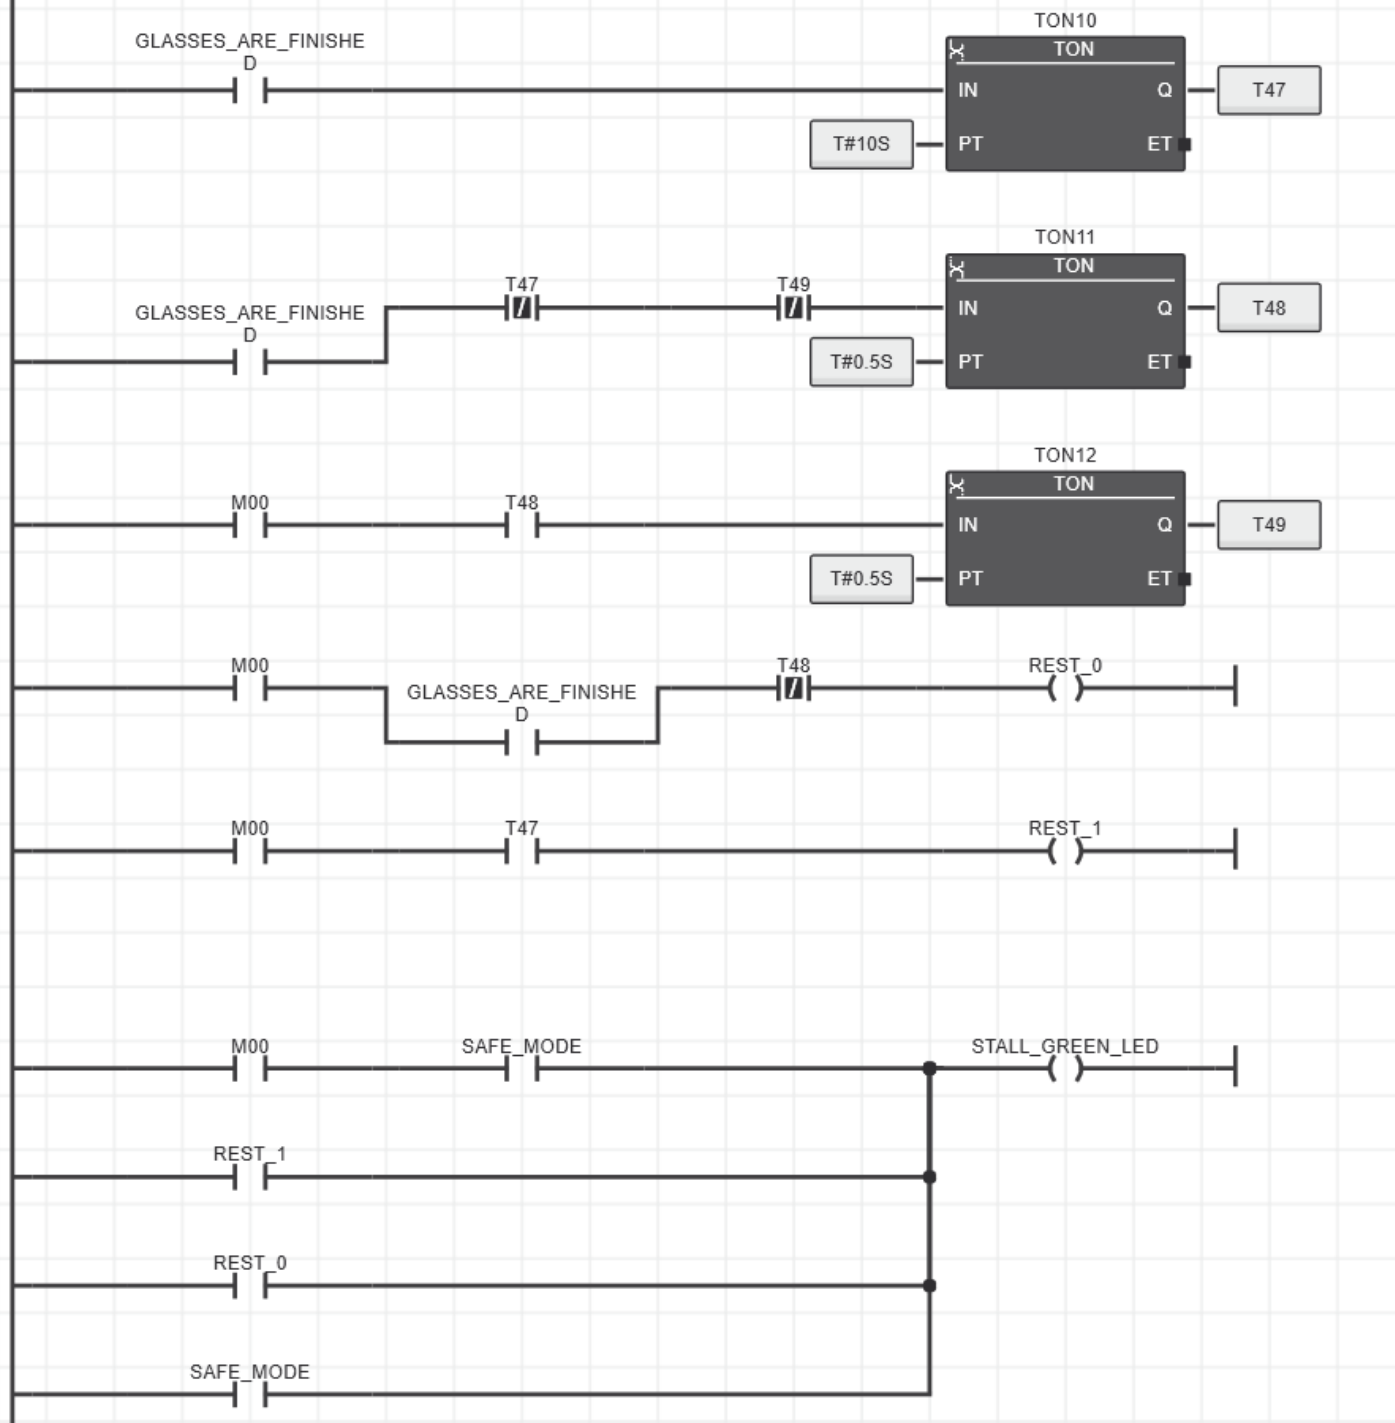 TON10
GLASSES_ARE_FINISHE
D
TON
IN
Q
T47
T#10S
PT
ET
TON11
GLASSES_ARE_FINISHE
D
T47
T49
TON
IN
Q
T48
T#0.5S
PT
ET
TON12
M00
T48
TON
IN
Q
T49
T#0.5S
PT
ET
M00
GLASSES_ARE_FINISHE
D
T48
REST_0
M00
T47
REST_1
M00
SAFE_MODE
STALL_GREEN_LED
REST_1
REST_0
SAFE_MODE